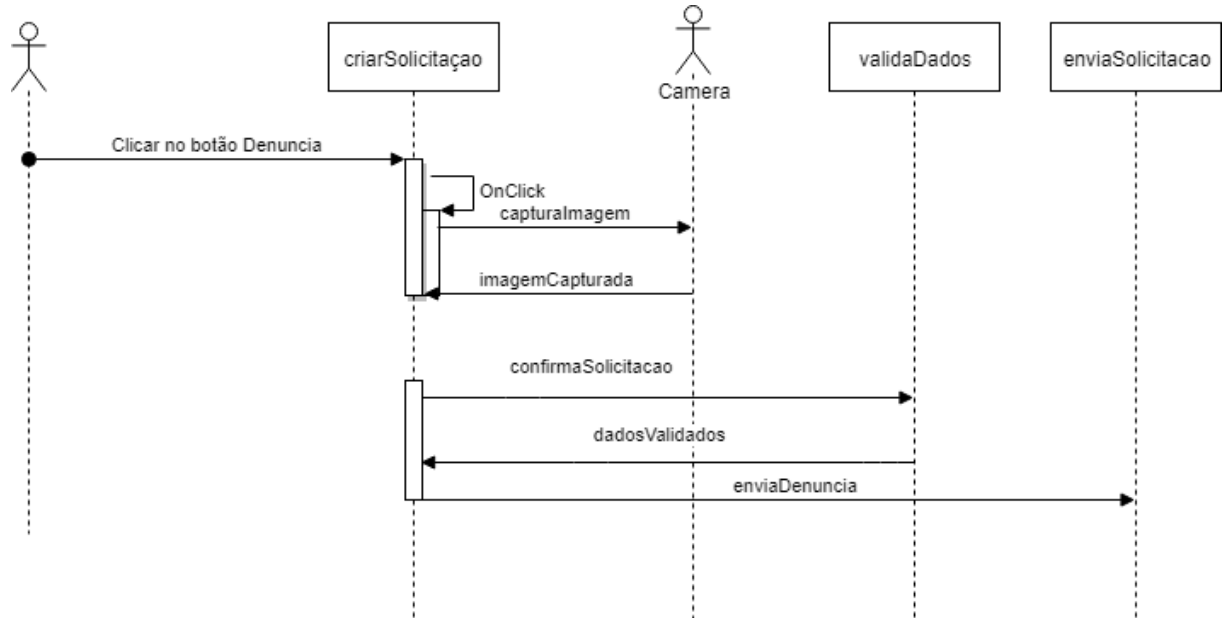 criarSolicitaçao
Camera
validaDados
enviaSolicitacao
Clicar no botão Denuncia
OnClick
capturaImagem
imagemCapturada
confirmaSolicitacao
dadosValidados
enviaDenuncia